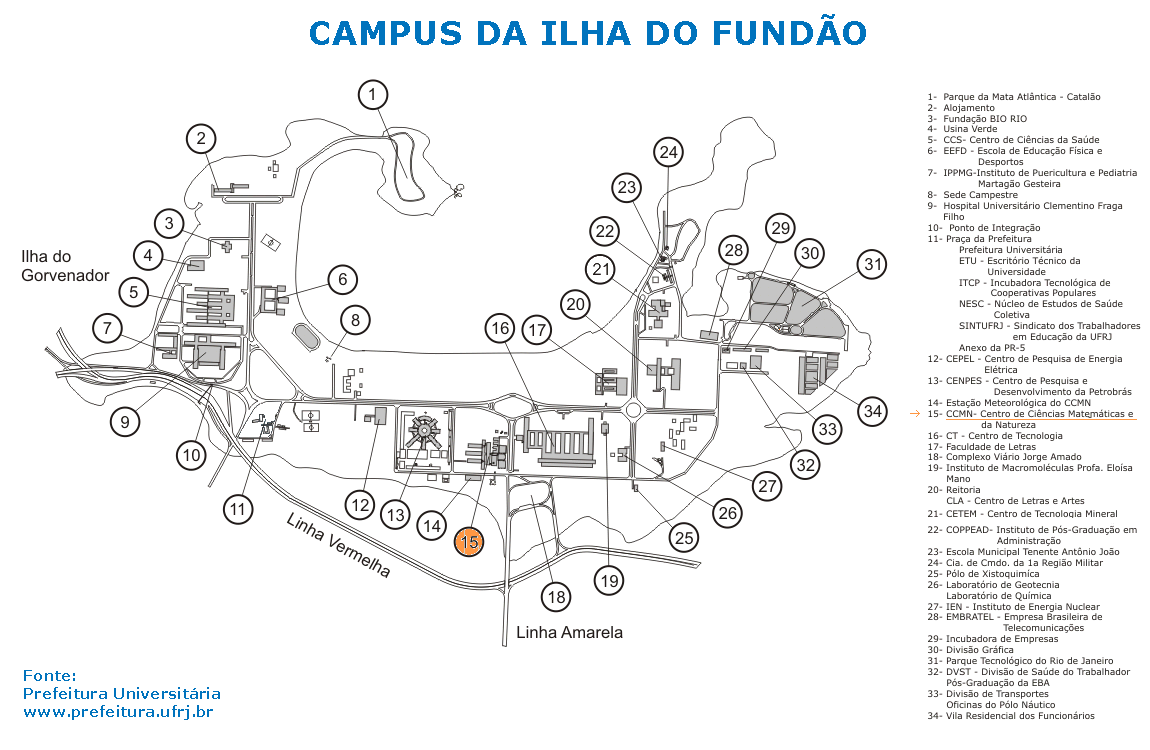 CAMPUS DA ILHA DO FUNDÃO
1
2
3
4
5
6
7
8
9
10
11
12
13
14
15
16
17
18
19
20
21
22
23
24
25
26
27
28
29
30
31
32
33
34
Ilha do
Gorvenador
Linha Vermelha
Linha Amarela
1- Parque da Mata Atlântica - Catalão
2- Alojamento
3- Fundação BIO RIO
4- Usina Verde
5- CCS- Centro de Ciências da Saúde
6- EEFD - Escola de Educação Física e
Desportos
7- IPPMG-Instituto de Puericultura e Pediatria
Martagão Gesteira
8- Sede Campestre
9- Hospital Universitário Clementino Fraga
Filho
10- Ponto de Integração
11- Praça da Prefeitura
Prefeitura Universitária
ETU - Escritório Técnico da
Universidade
ITCP - Incubadora Tecnológica de
Cooperativas Populares
NESC - Núcleo de Estudos de Saúde
Coletiva
SINTUFRJ - Sindicato dos Trabalhadores
em Educação da UFRJ
Anexo da PR-5
12- CEPEL - Centro de Pesquisa de Energia
Elétrica
13- CENPES - Centro de Pesquisa e
Desenvolvimento da Petrobrás
14- Estação Meteorológica do CCMN
15- CCMN- Centro de Ciências Matemáticas e
da Natureza
16- CT - Centro de Tecnologia
17- Faculdade de Letras
18- Complexo Viário Jorge Amado
19- Instituto de Macromoléculas Profa. Eloísa
Mano
20- Reitoria
CLA - Centro de Letras e Artes
21- CETEM - Centro de Tecnologia Mineral
22- COPPEAD- Instituto de Pós-Graduação em
Administração
23- Escola Municipal Tenente Antônio João
24- Cia. de Cmdo. da 1a Região Militar
25- Pólo de Xistoquimíca
26- Laboratório de Geotecnia
Laboratório de Química
27- IEN - Instituto de Energia Nuclear
28- EMBRATEL - Empresa Brasileira de
Telecomunicações
29- Incubadora de Empresas
30- Divisão Gráfica
31- Parque Tecnológico do Rio de Janeiro
32- DVST - Divisão de Saúde do Trabalhador
Pós-Graduação da EBA
33- Divisão de Transportes
Oficinas do Pólo Náutico
34- Vila Residencial dos Funcionários
Fonte:
Prefeitura Universitária
www.prefeitura.ufrj.br